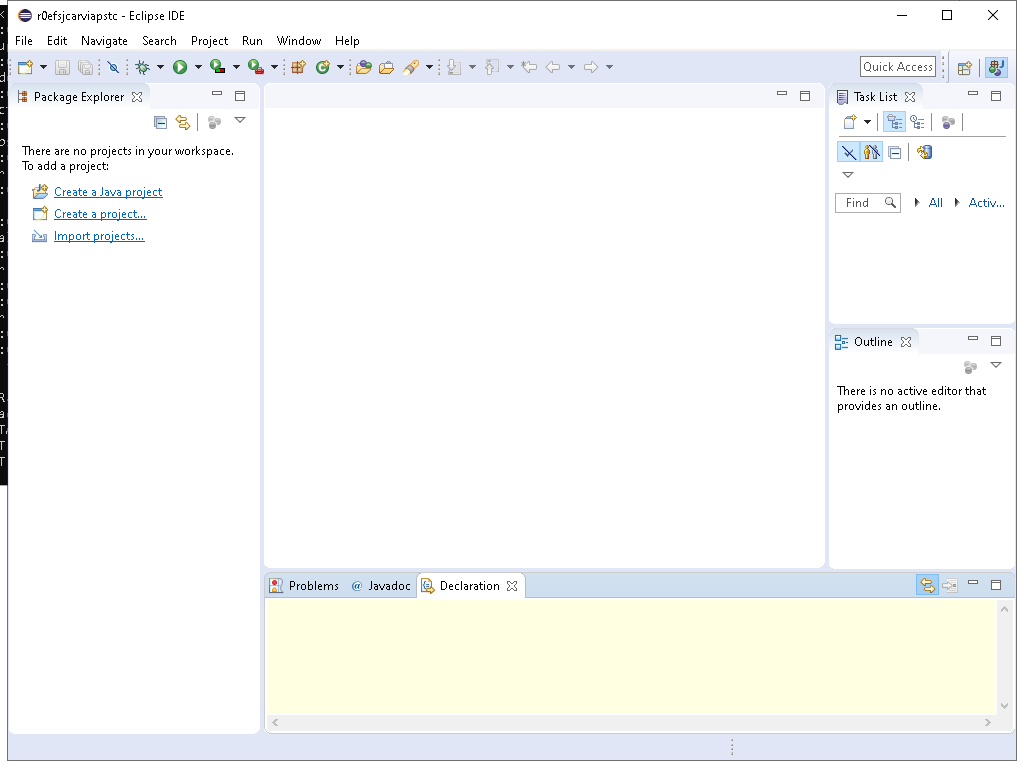 r0efsjcarviapstc - Eclipse IDE
File Edit Navigate Search Project Run Window Help
Quick Access
Package Explorer
Task List
There are no projects in your workspace.
To add a project:
Create a Java project
Create a project...
Import projects...
Find All Activ...
Outline
There is no active editor that
provides an outline.
Problems @ Javadoc Declaration